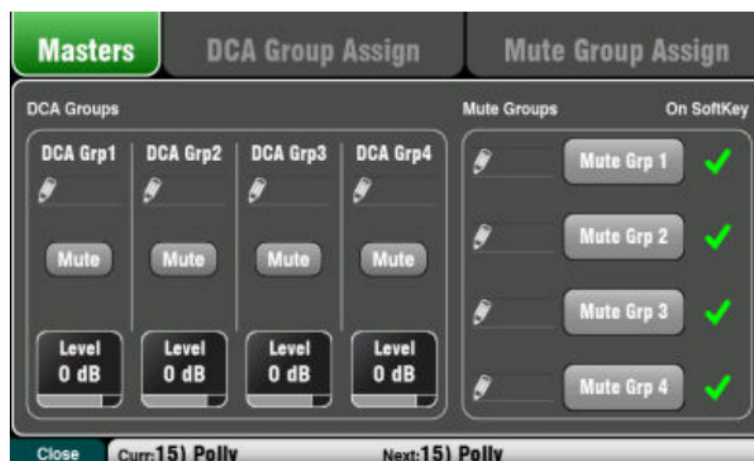 Masters DCA Group Assign Mute Group Assign
DCA Groups Mute Groups On SoftKey
DCA Grp1 DCA Grp2 DCA Grp3 DCA Grp4
Mute Grp 1
Mute Grp 2
Mute Mute Mute Mute
Mute Grp 3
Level Level Level Level
0 dB 0 dB 0 dB 0 dB
Mute Grp 4
Close Curr:15) Polly Next:15) Polly